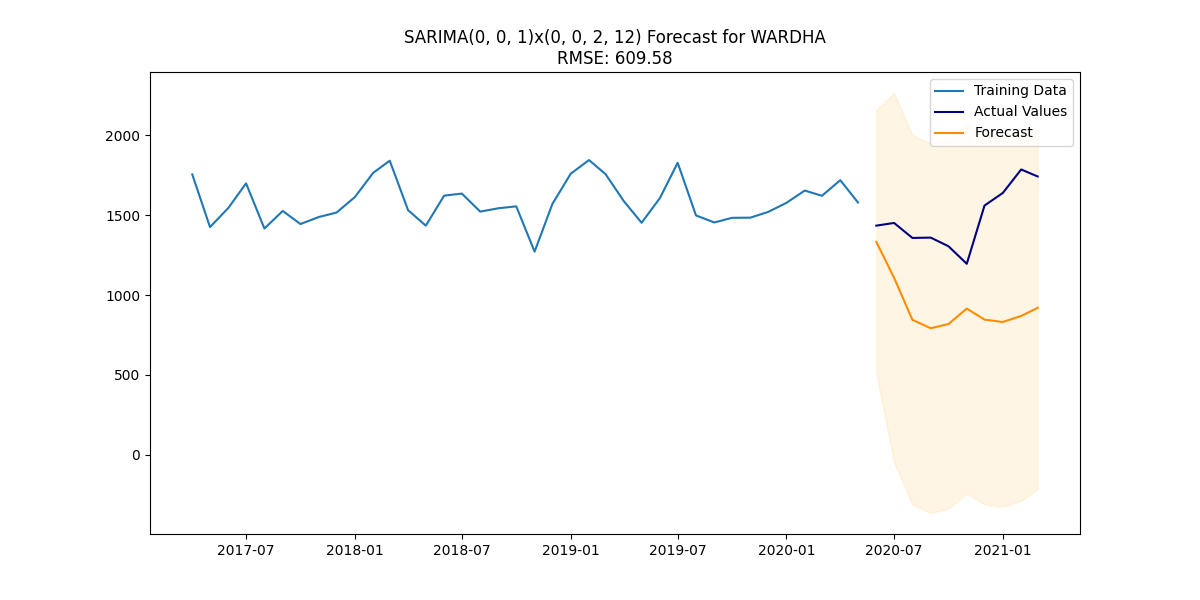 SARIMA(0, 0, 1)x(0, 0, 2, 12) Forecast for WARDHA
RMSE: 609.58
Training Data
Actual Values
Forecast
2000
1500
1000
500
0
2017-07
2018-01
2018-07
2019-01
2019-07
2020-01
2020-07
2021-01